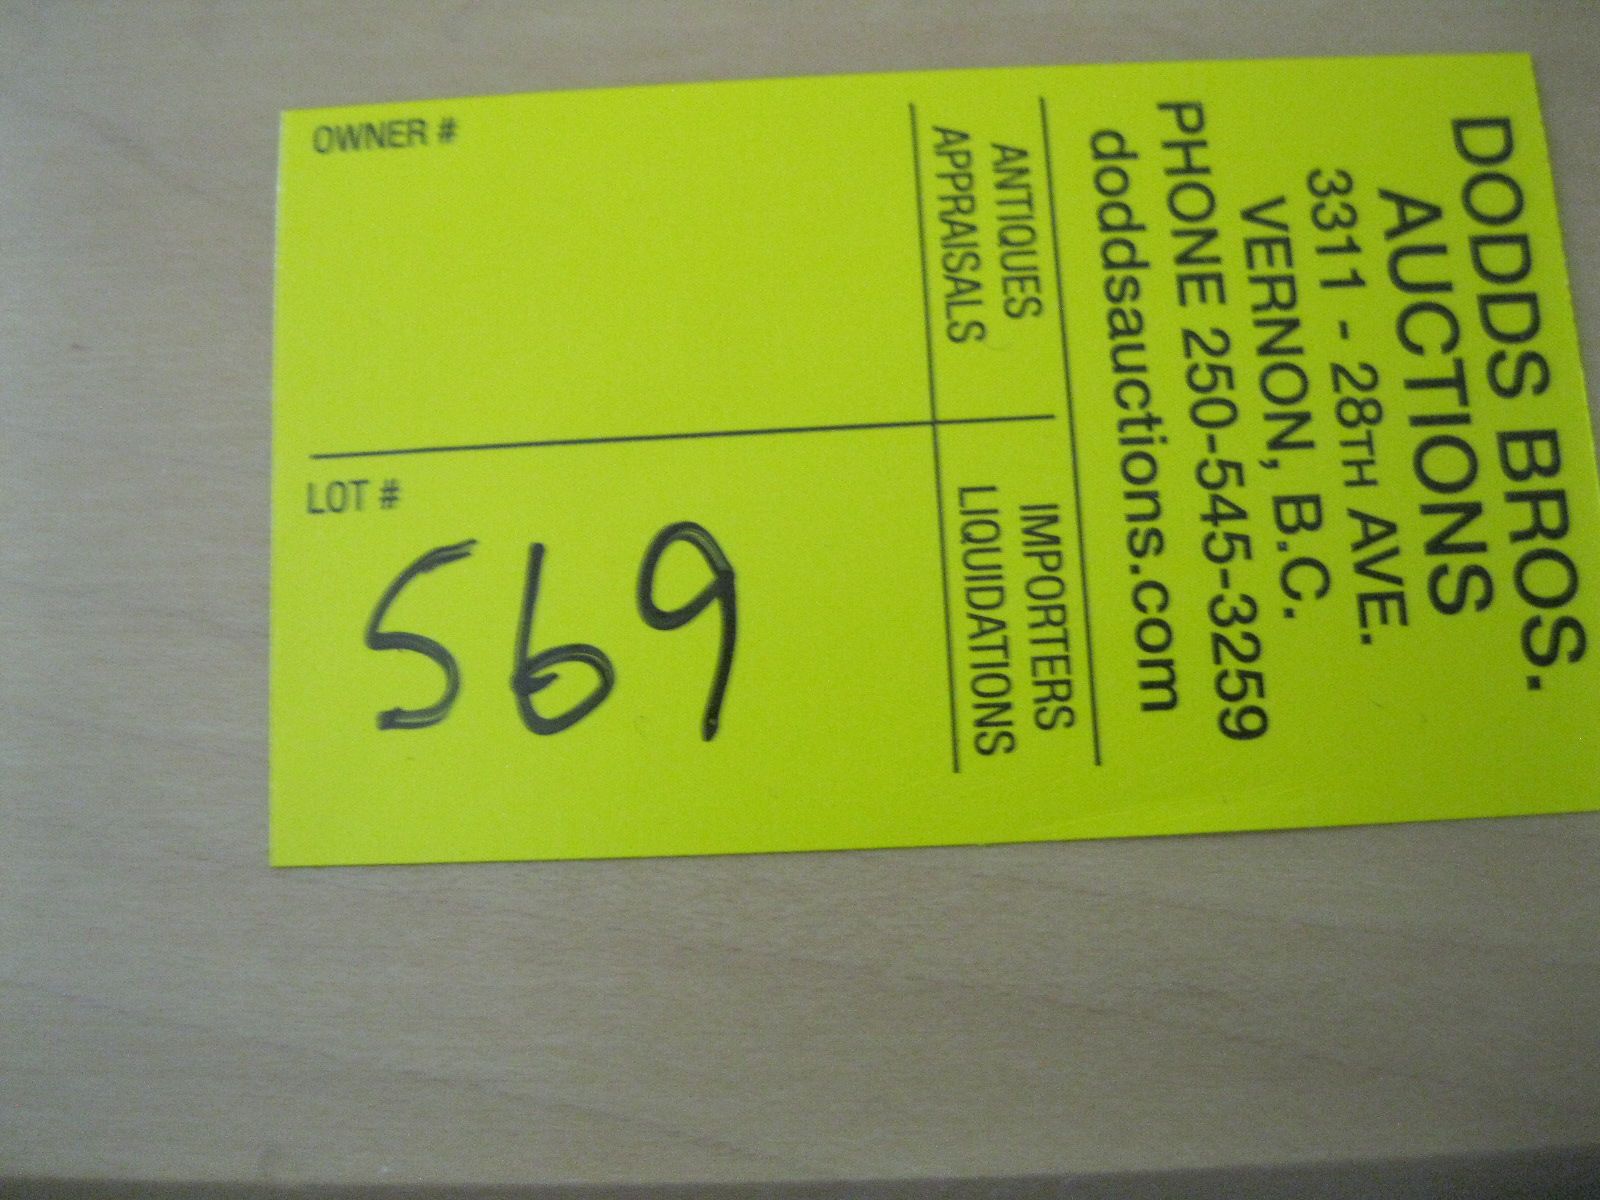 DODDS BROS.
AUCTIONS
3311 - 28TH AVE.
VERNON, B.C.
PHONE 250-545-3259
doddsauctions.com
ANTIQUES
APPRAISALS
IMPORTERS
LIQUIDATIONS
OWNER #
LOT #
569